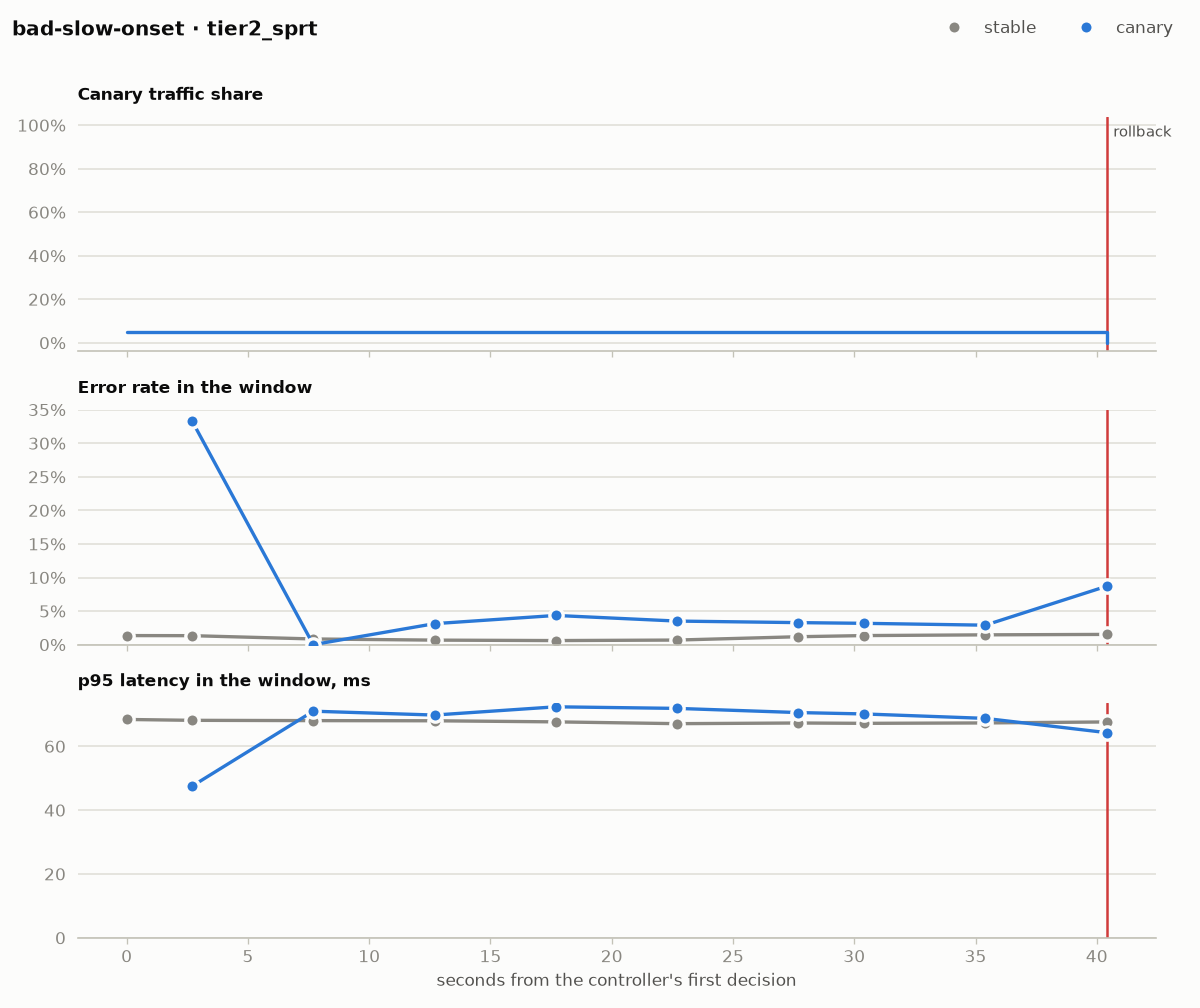 bad-slow-onset · tier2_sprt
stable canary
Canary traffic share
100%
rollback
80%
60%
40%
20%
0%
Error rate in the window
35%
30%
25%
20%
15%
10%
5%
0%
p95 latency in the window, ms
60
40
20
0
0 5 10 15 20 25 30 35 40
seconds from the controller's first decision